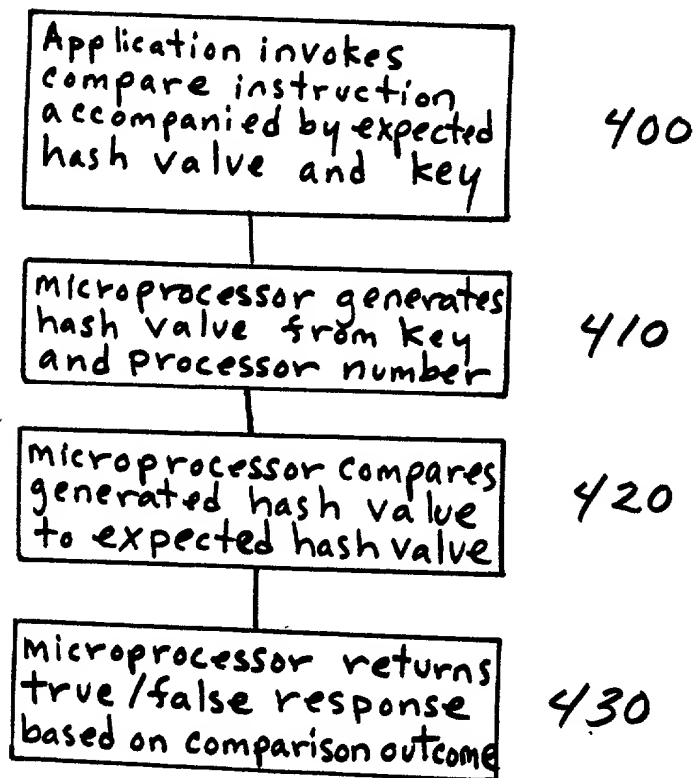 Application invokes
compare instruction
accompanied by expected
hash value and key
400
microprocessor generates
hash value from key
and processor number
410
microprocessor compares
generated hash value
to expected hash value
420
microprocessor returns
true/false response
based on comparison outcome
430